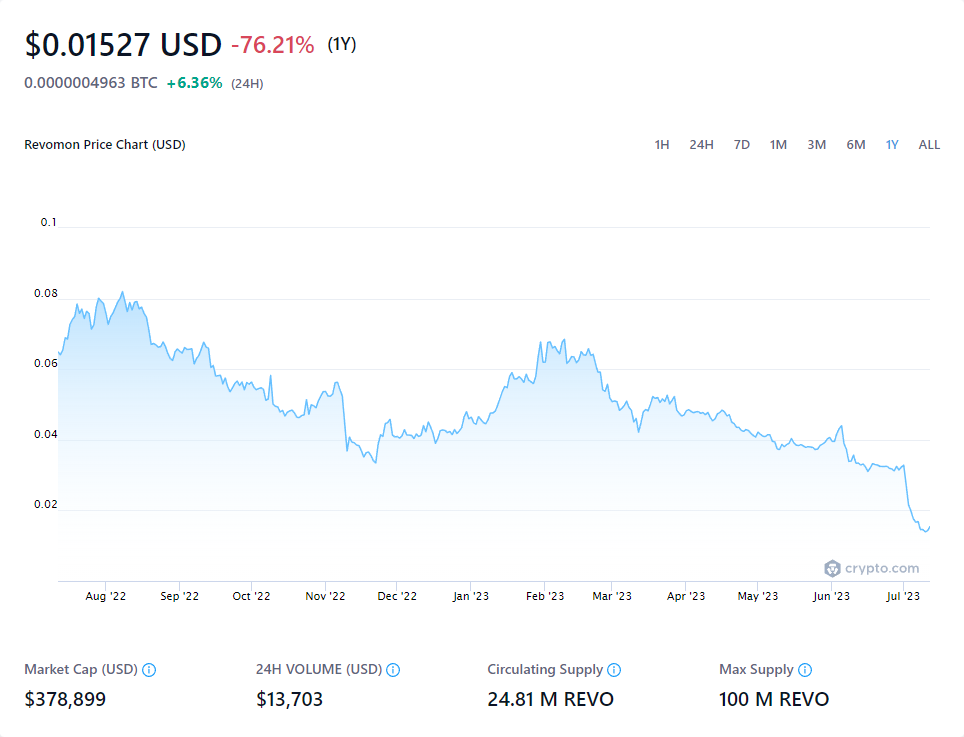 $0.01527 USD -76.21% (1Y)
0.0000004963 BTC +6.36% (24H)
Revomon Price Chart (USD) 1H 24H 7D 1M 3M 6M 1Y ALL
0.1
0.08
0.06
0.04
0.02
crypto.com
Aug '22 Sep '22 Oct '22 Nov '22 Dec '22 Jan '23 Feb '23 Mar '23 Apr '23 May '23 Jun '23 Jul '23
Market Cap (USD) 24H VOLUME (USD) Circulating Supply Max Supply
$378,899 $13,703 24.81 M REVO 100 M REVO